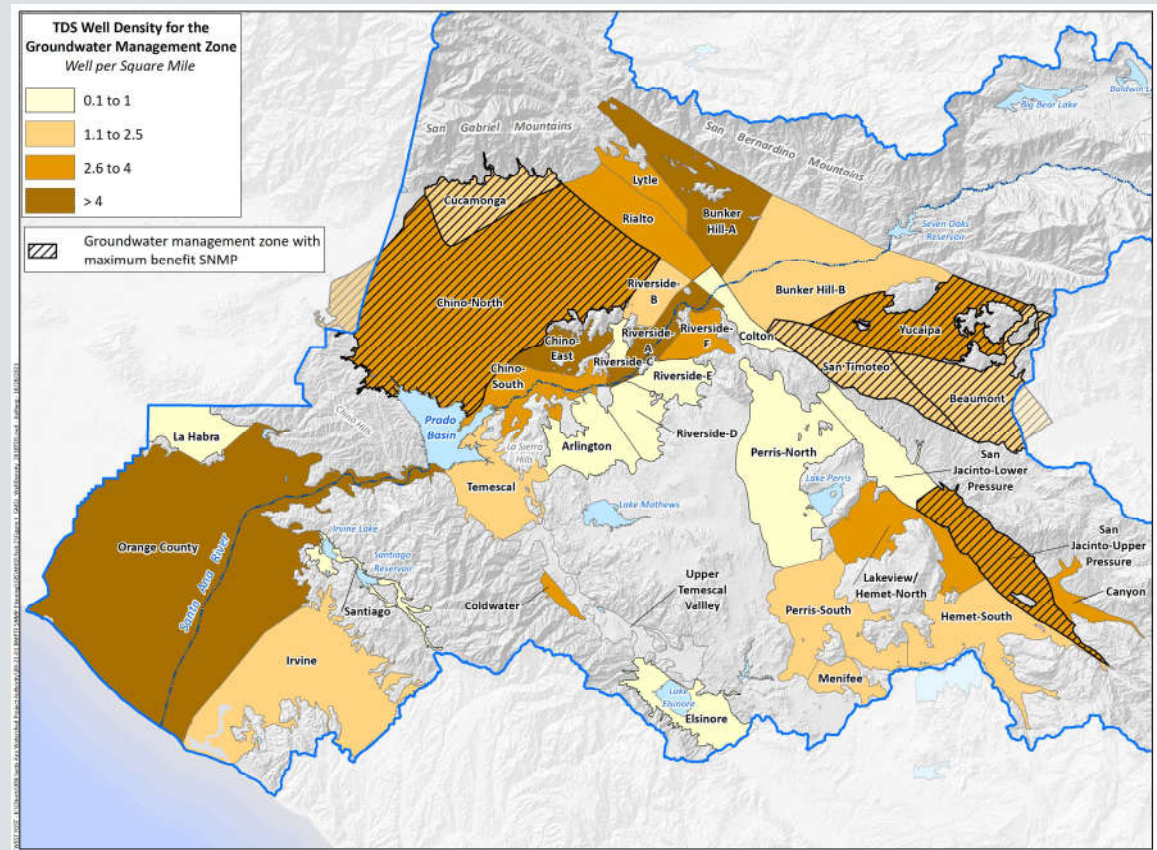 TDS Well Density for the
Groundwater Management Zone
Well per Square Mile
0.1 to 1
1.1 to 2.5
2.6 to 4
> 4
Groundwater management zone with
maximum benefit SNMP
San Gabriel Mountains
San Bernardino Mountains
Big Bear Lake
Baldwin
Seven Oaks
Reservoir
Cucamonga
Lytle
Rialto
Bunker
Hill-A
Bunker Hill-B
Chino-North
Riverside-
B
Yucaipa
Chino-
East
Riverside-
A
Riverside-
F
Colton
Riverside-C
San Timoteo
Chino-
South
Riverside-E
Beaumont
Prado
Basin
Chino Hills
La Sierra
Hills
La Habra
Arlington
Riverside-D
Perris-North
San
Jacinto-Lower
Pressure
Temescal
Lake Mathews
Lake Perris
Orange County
Santa Ana River
Irvine Lake
Santiago
Reservoir
Santiago
San
Jacinto-Upper
Pressure
Upper
Temescal
Vallley
Lakeview/
Hemet-North
Coldwater
Canyon
Perris-South
Hemet-South
Irvine
Menifee
Lake
Elsinore
Elsinore